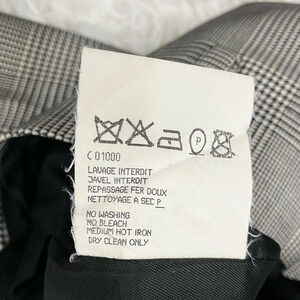 P
C 01000
LAVAGE INTERDIT
JAVEL INTERDIT
REPASSAGE FER DOUX
NETTOYAGE A SEC P
NO WASHING
NO BLEACH
MEDIUM HOT IRON
DRY CLEAN ONLY